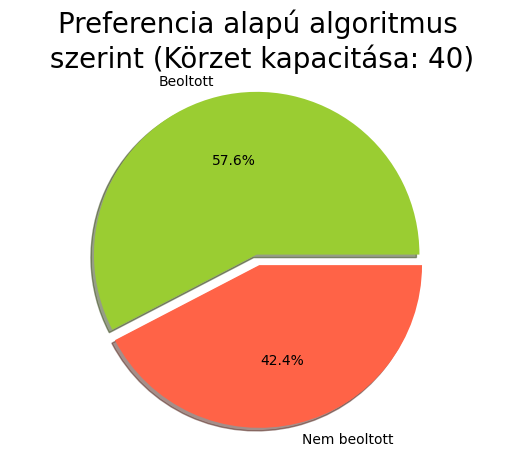 Preferencia alapú algoritmus
szerint (Körzet kapacitása: 40)
Beoltott
57.6%
42.4%
Nem beoltott